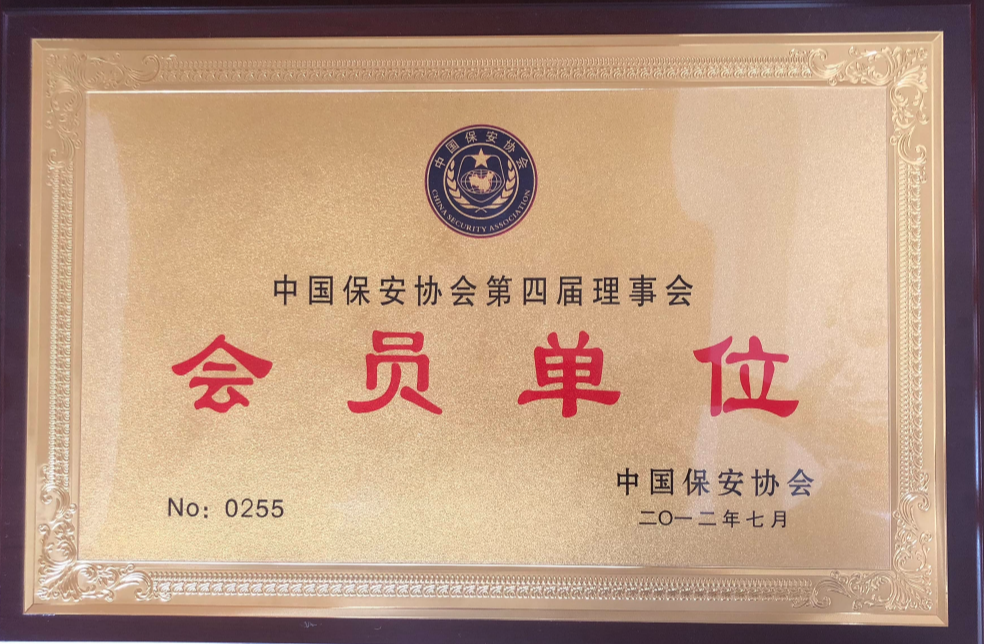 中国保安协会
CHINA SECURITY ASSOCIATION
中国保安协会第四届理事会
会员单位
No：0255
中国保安协会
二〇一二年七月